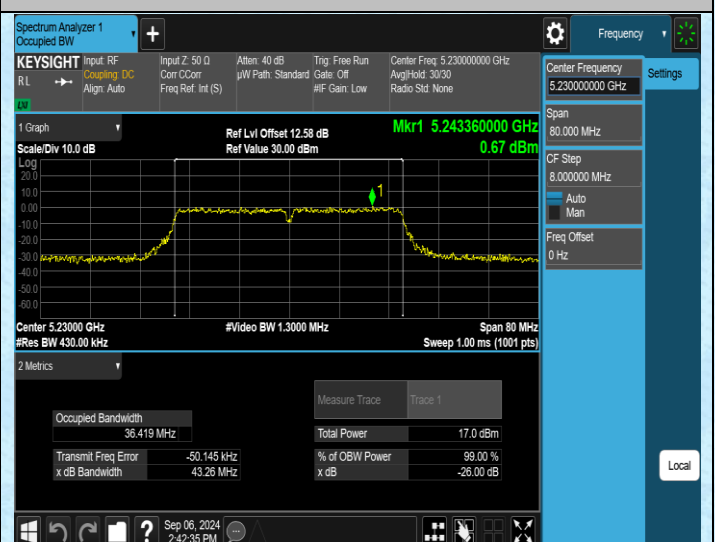 Spectrum Analyzer 1
Occupied BW
+
Frequency
KEYSIGHT
RL
LXI
Input: RF
Coupling: DC
Align: Auto
Input Z: 50 Ω
Corr CCorr
Freq Ref: Int (S)
Atten: 40 dB
µW Path: Standard
Trig: Free Run
Gate: Off
#IF Gain: Low
Center Freq: 5.230000000 GHz
Avg|Hold: 30/30
Radio Std: None
Center Frequency
5.230000000 GHz
Settings
Span
80.000 MHz
CF Step
8.000000 MHz
Auto
Man
Freq Offset
0 Hz
1 Graph
Scale/Div 10.0 dB
Ref Lvl Offset 12.58 dB
Ref Value 30.00 dBm
Mkr1 5.243360000 GHz
0.67 dBm
Log
20.0
10.0
0.00
-10.0
-20.0
-30.0
-40.0
-50.0
-60.0
1
Center 5.23000 GHz
#Res BW 430.00 kHz
#Video BW 1.3000 MHz
Span 80 MHz
Sweep 1.00 ms (1001 pts)
2 Metrics
Measure Trace Trace 1
Occupied Bandwidth
36.419 MHz
Total Power 17.0 dBm
Transmit Freq Error -50.145 kHz
% of OBW Power 99.00 %
x dB Bandwidth 43.26 MHz
x dB -26.00 dB
Local
?
Sep 06, 2024
2:42:35 PM